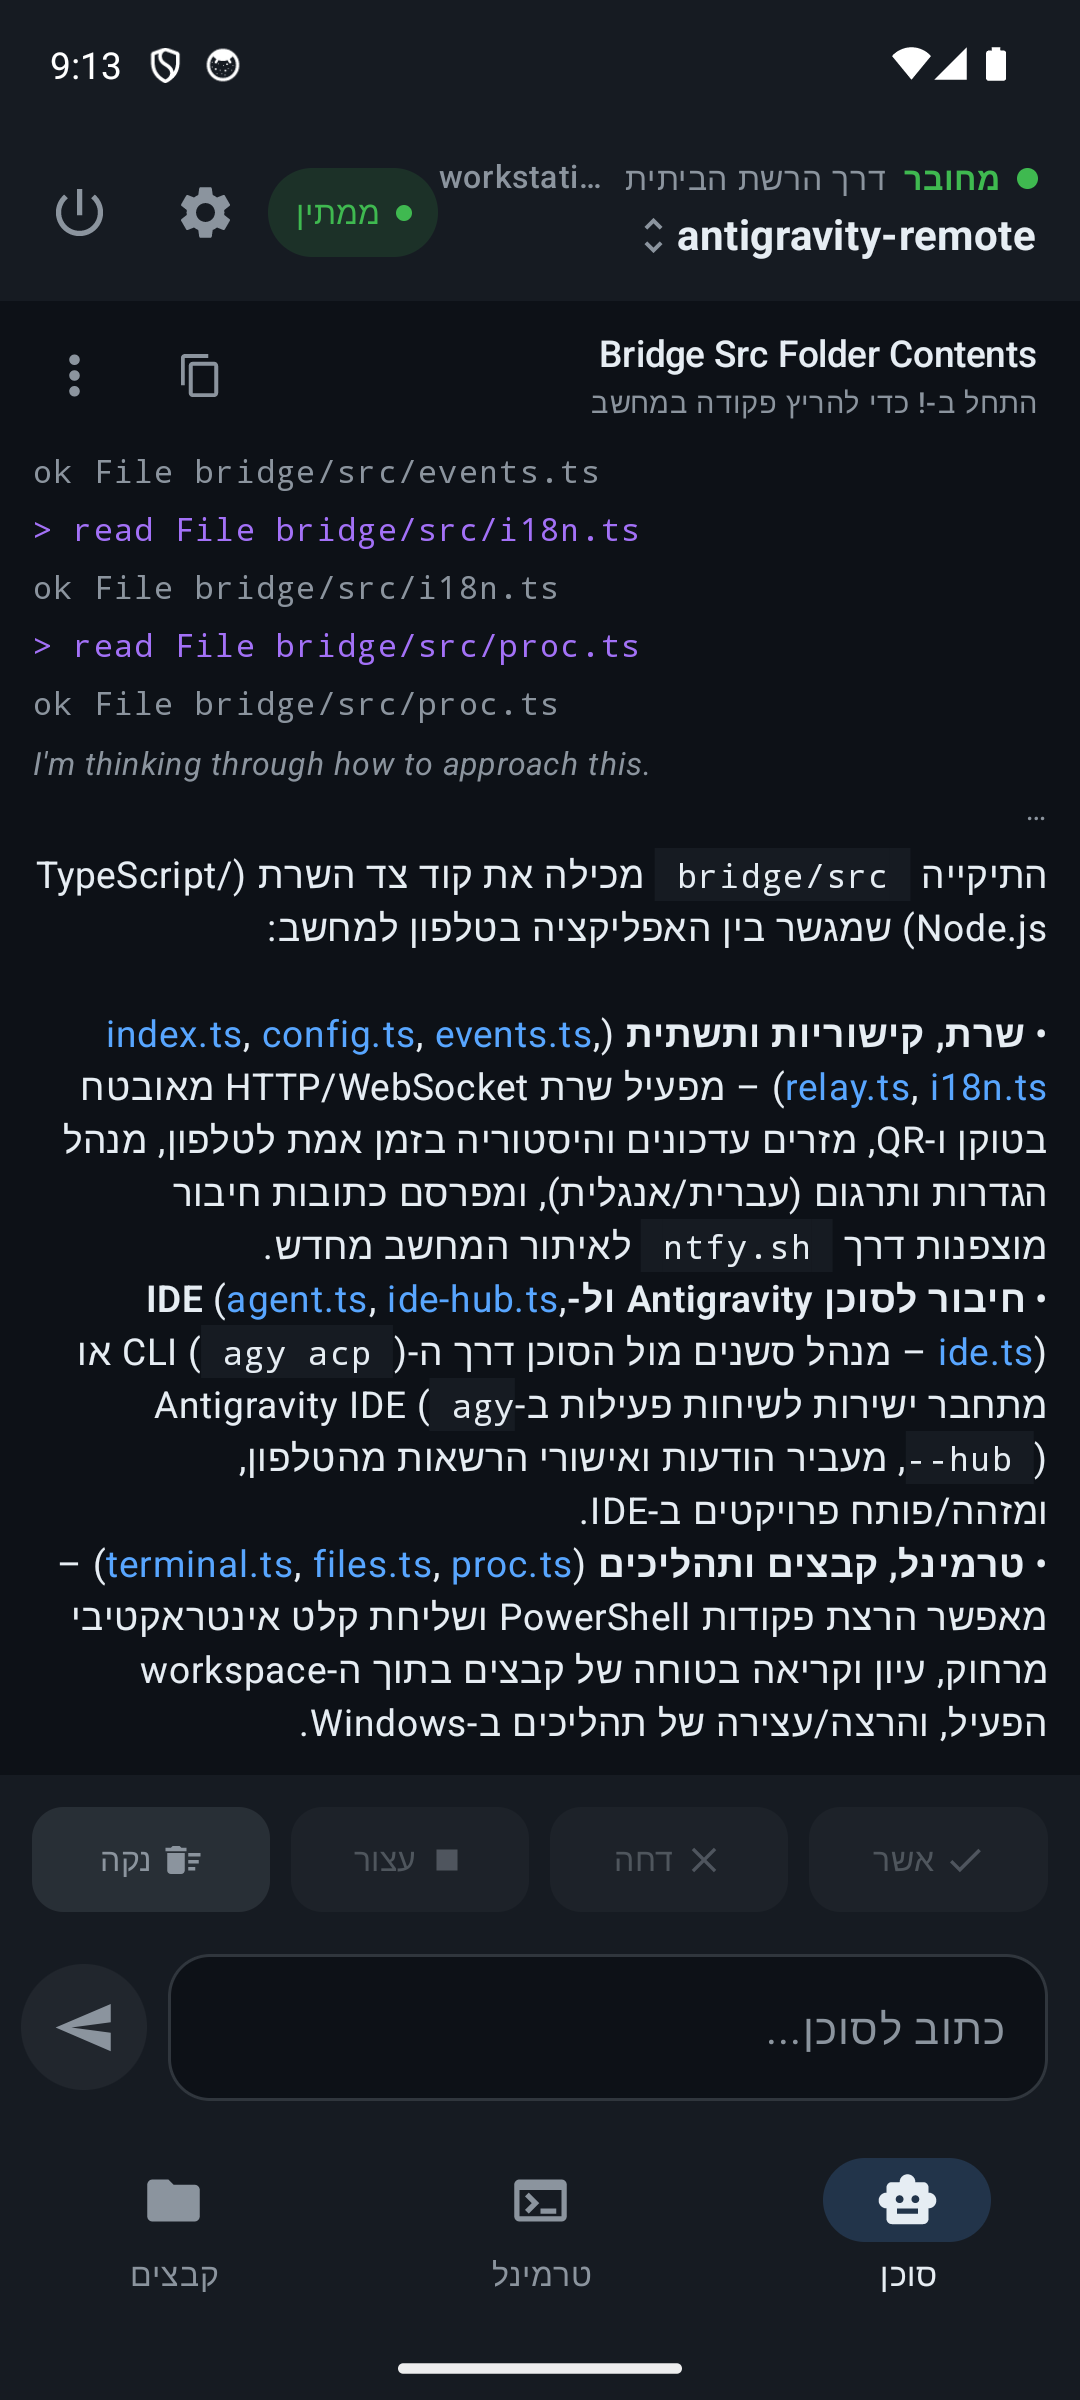 9:13
מחובר דרך הרשת הביתית workstati...
antigravity-remote
ממתין
Bridge Src Folder Contents
התחל ב-! כדי להריץ פקודה במחשב
ok File bridge/src/events.ts
> read File bridge/src/i18n.ts
ok File bridge/src/i18n.ts
> read File bridge/src/proc.ts
ok File bridge/src/proc.ts
I'm thinking through how to approach this.
...
התיקייה bridge/src מכילה את קוד צד השרת (TypeScript/
Node.js) שמגשר בין האפליקציה בטלפון למחשב:
• שרת, קישוריות ותשתית (index.ts, config.ts, events.ts,
relay.ts, i18n.ts) – מפעיל שרת HTTP/WebSocket מאובטח
בטוקן ו-QR, מזרים עדכונים והיסטוריה בזמן אמת לטלפון, מנהל
הגדרות ותרגום (עברית/אנגלית), ומפרסם כתובות חיבור
מוצפנות דרך ntfy.sh לאיתור המחשב מחדש.
• חיבור לסוכן Antigravity ול-IDE (agent.ts, ide-hub.ts,
ide.ts) – מנהל סשנים מול הסוכן דרך ה-CLI (agy acp) או
מתחבר ישירות לשיחות פעילות ב-Antigravity IDE (agy
--hub), מעביר הודעות ואישורי הרשאות מהטלפון,
ומזהה/פותח פרויקטים ב-IDE.
• טרמינל, קבצים ותהליכים (terminal.ts, files.ts, proc.ts) –
מאפשר הרצת פקודות PowerShell ושליחת קלט אינטראקטיבי
מרחוק, עיון וקריאה בטוחה של קבצים בתוך ה-workspace
הפעיל, והרצה/עצירה של תהליכים ב-Windows.
אשר
דחה
עצור
נקה
כתוב לסוכן...
סוכן
טרמינל
קבצים